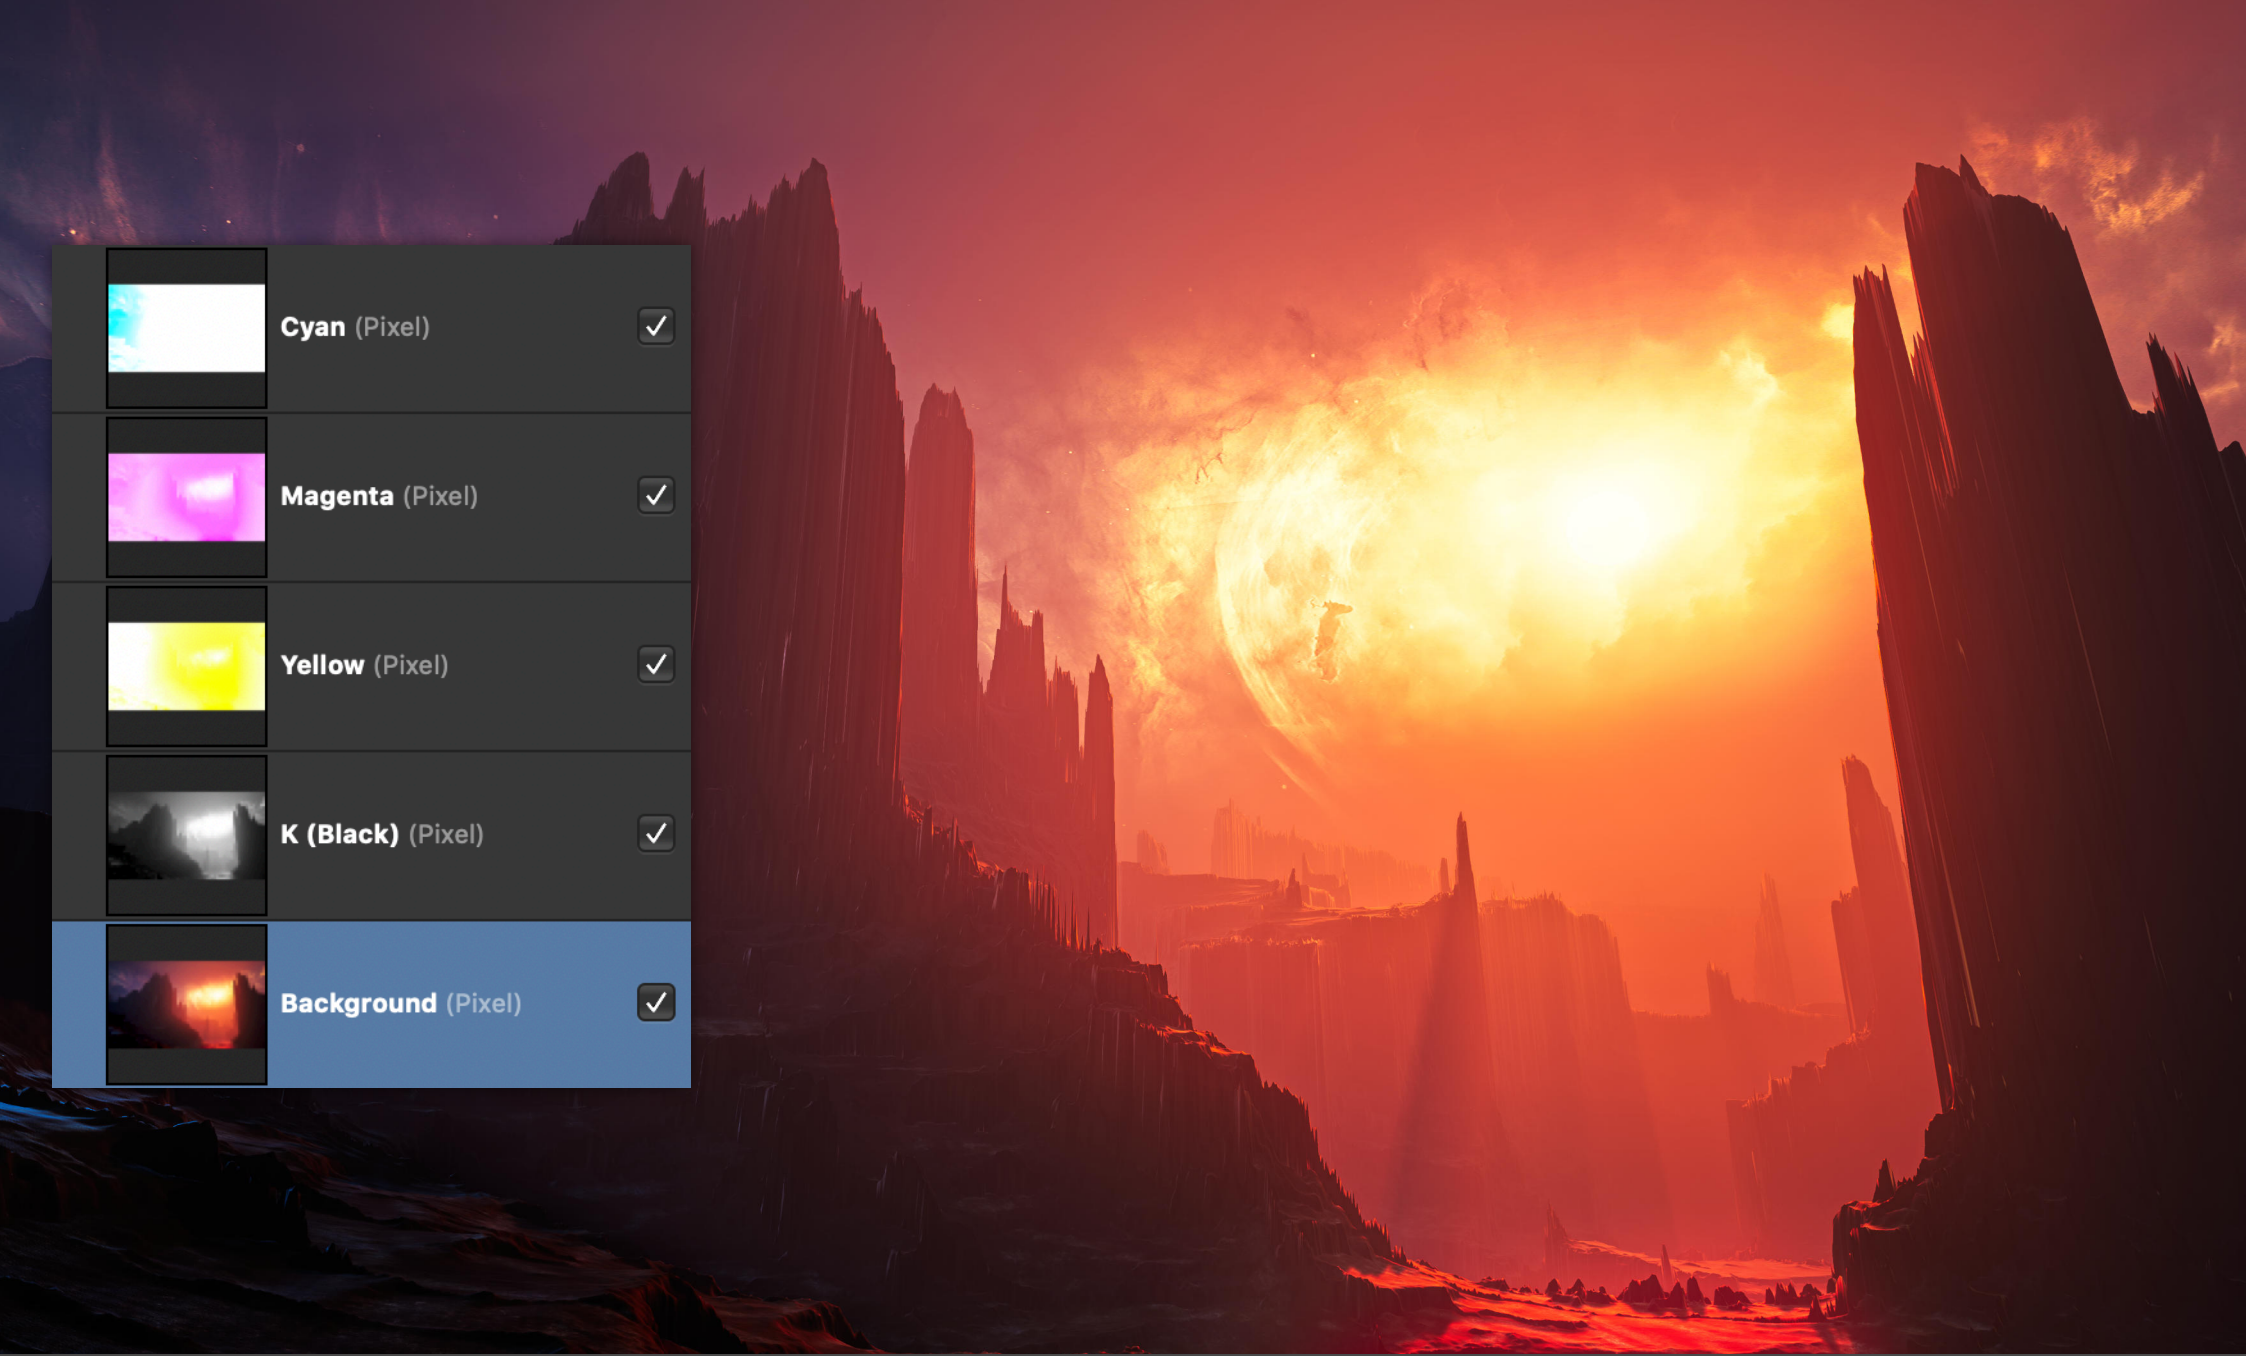 Cyan (Pixel)
Magenta (Pixel)
Yellow (Pixel)
K (Black) (Pixel)
Background (Pixel)